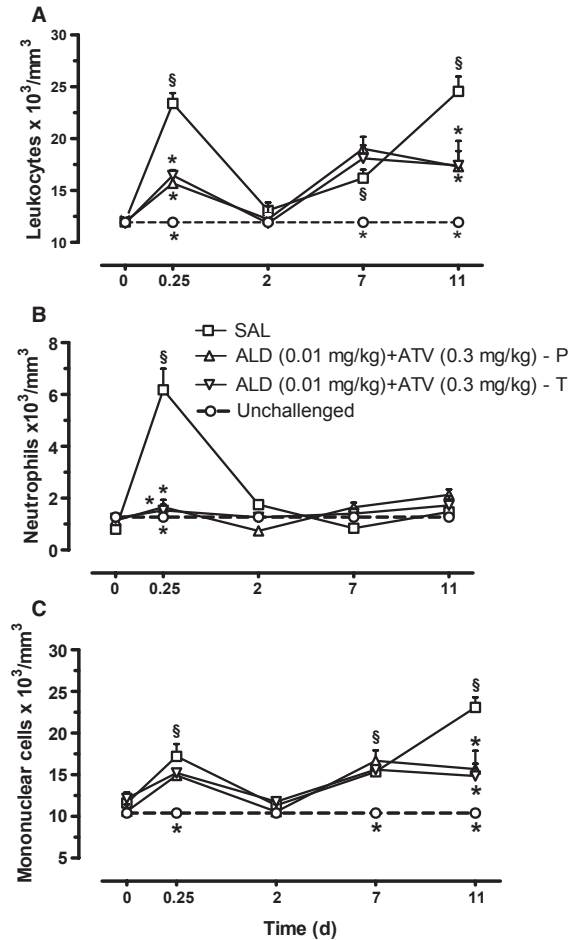 A
Leukocytes x 10³/mm³
30
25
20
15
10
§
§
*
*
*
*
§
*
*
*
0 0.25 2 7 11
B
Neutrophils x10³/mm³
8
6
4
2
0
SAL
ALD (0.01 mg/kg)+ATV (0.3 mg/kg) - P
ALD (0.01 mg/kg)+ATV (0.3 mg/kg) - T
Unchallenged
§
*
*
*
0 0.25 2 7 11
C
Mononuclear cells x 10³/mm³
30
25
20
15
10
5
§
§
§
*
*
*
*
*
0 0.25 2 7 11
Time (d)